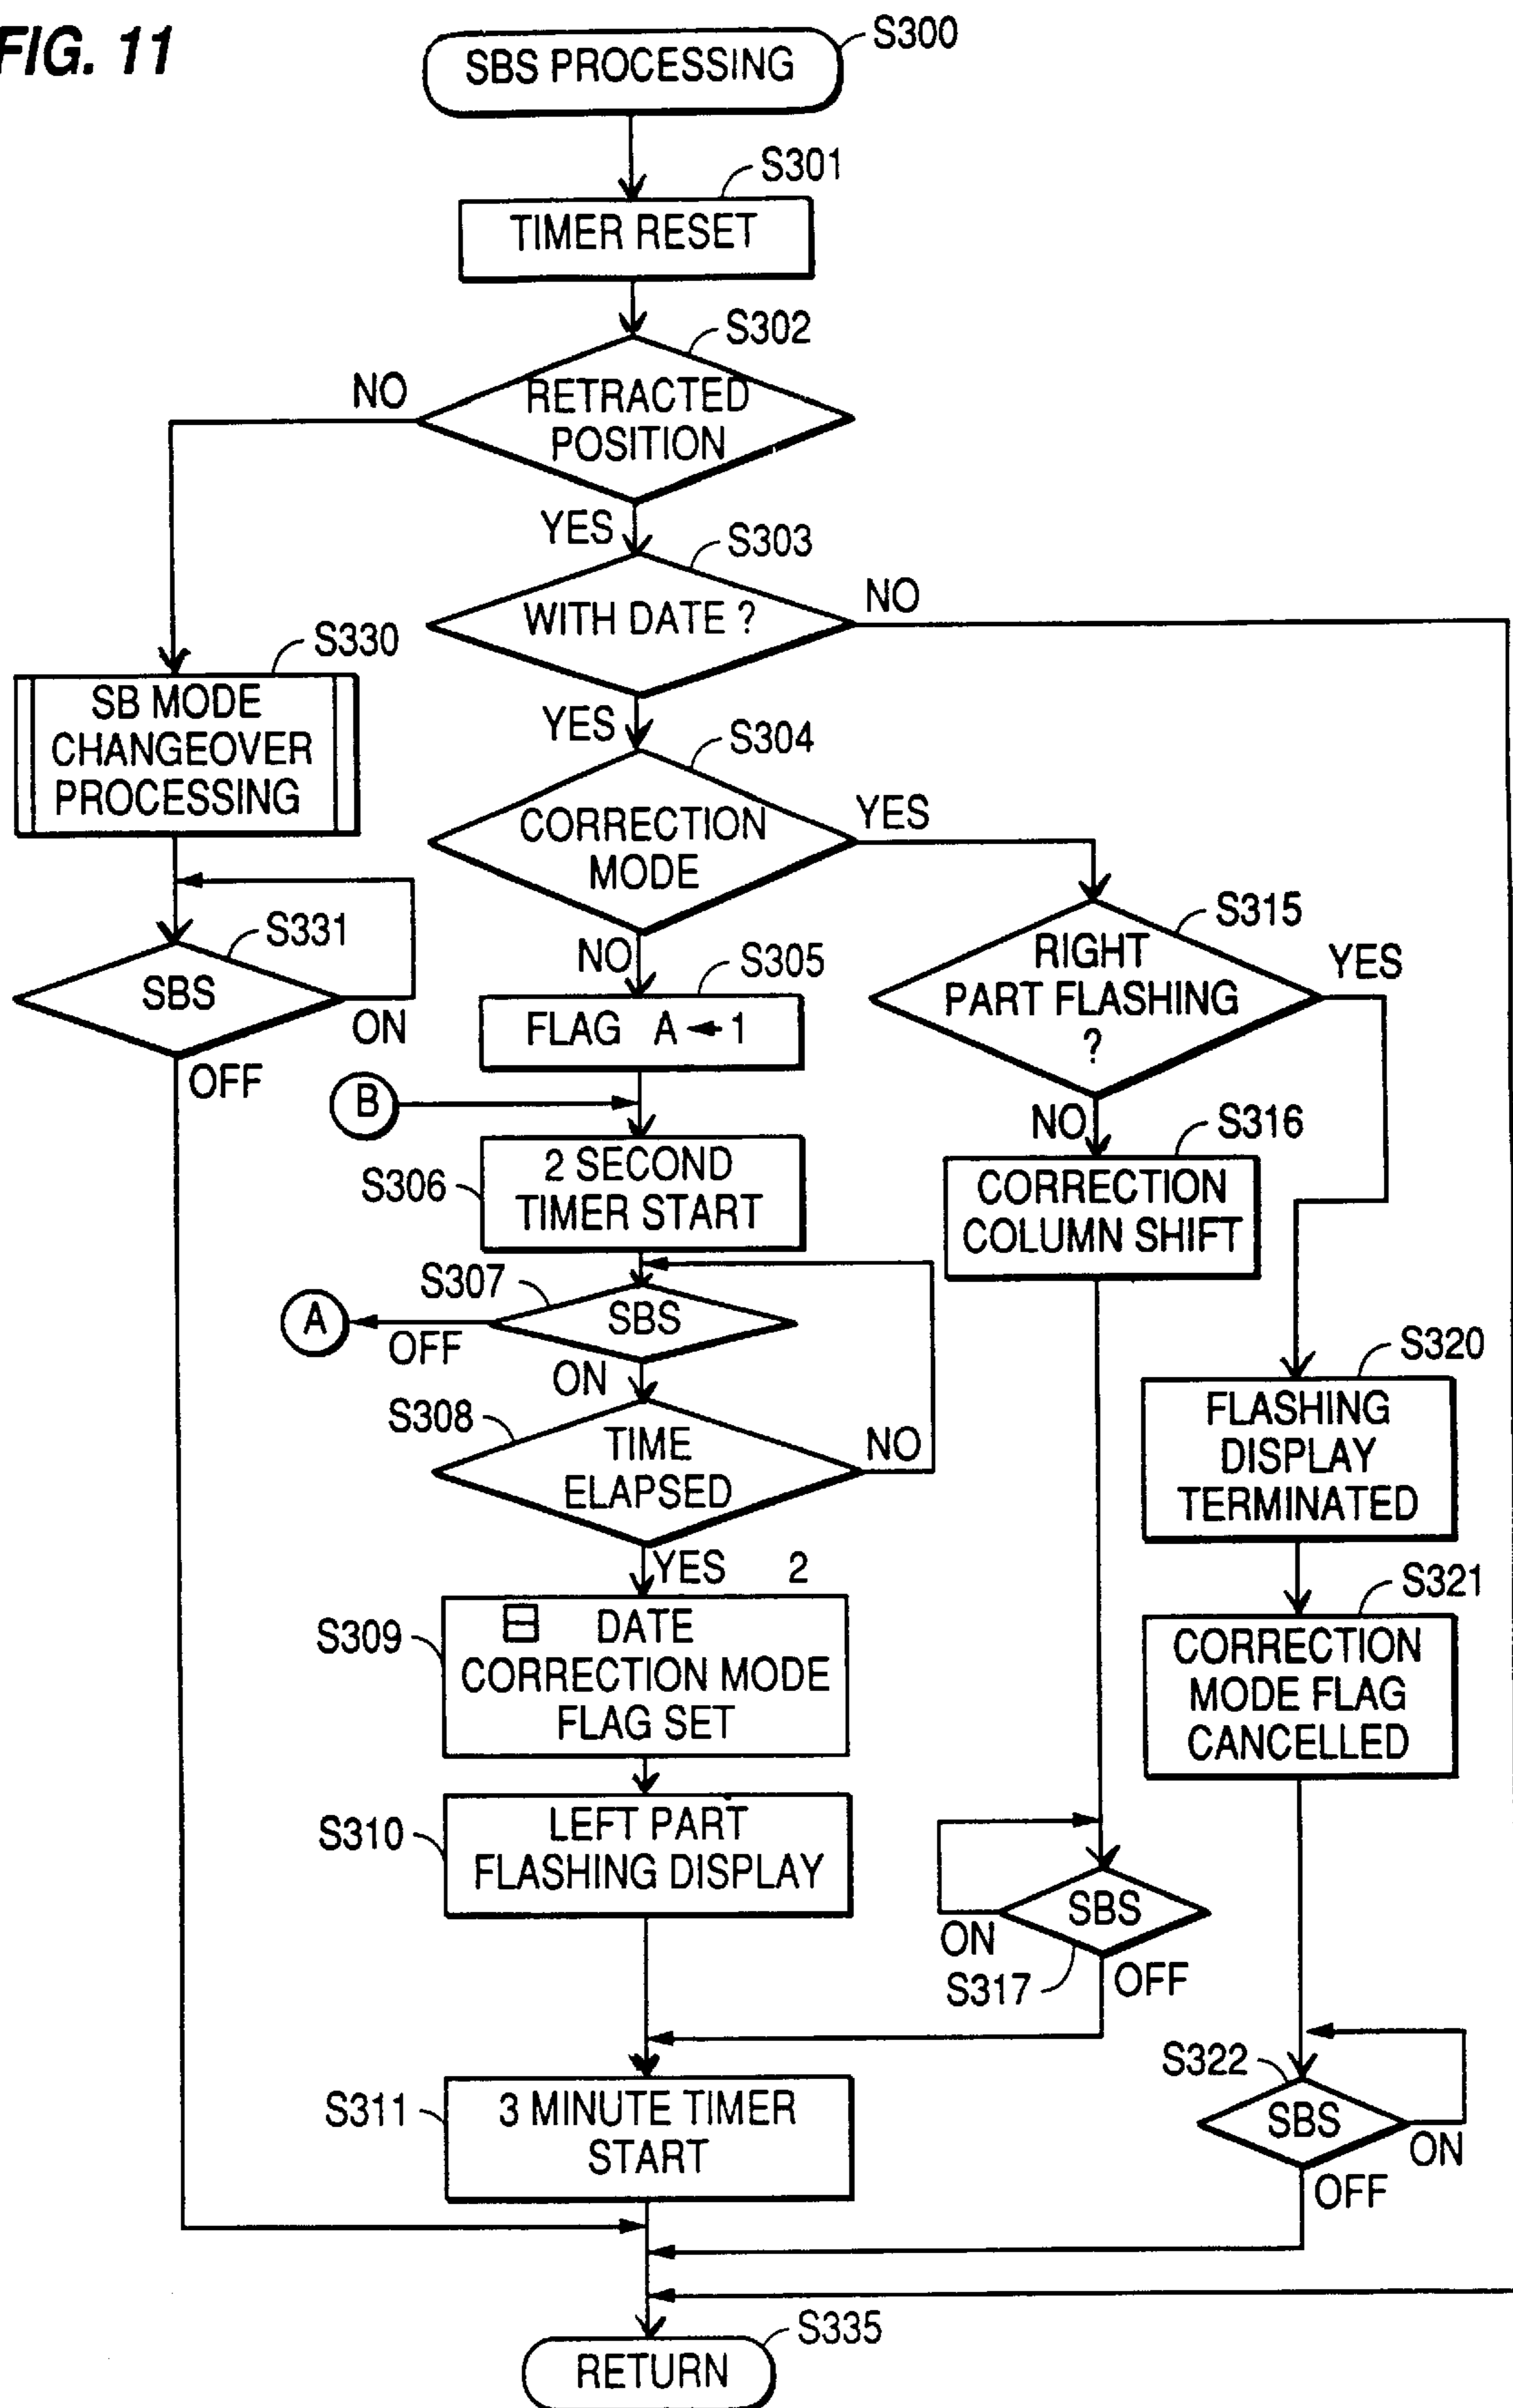 FIG. 11
SBS PROCESSING
S300
S301
TIMER RESET
S302
RETRACTED
POSITION
NO
YES
S303
WITH DATE ?
NO
YES
S330
SB MODE
CHANGEOVER
PROCESSING
S304
CORRECTION
MODE
YES
NO
S331
SBS
ON
OFF
S305
FLAG A ← 1
S315
RIGHT
PART FLASHING
?
YES
NO
B
S306
2 SECOND
TIMER START
S316
CORRECTION
COLUMN SHIFT
S307
SBS
A
OFF
ON
S308
TIME
ELAPSED
NO
YES
2
S320
FLASHING
DISPLAY
TERMINATED
S309
日 DATE
CORRECTION MODE
FLAG SET
S321
CORRECTION
MODE FLAG
CANCELLED
S310
LEFT PART
FLASHING DISPLAY
SBS
ON
S317
OFF
S311
3 MINUTE TIMER
START
S322
SBS
ON
OFF
S335
RETURN